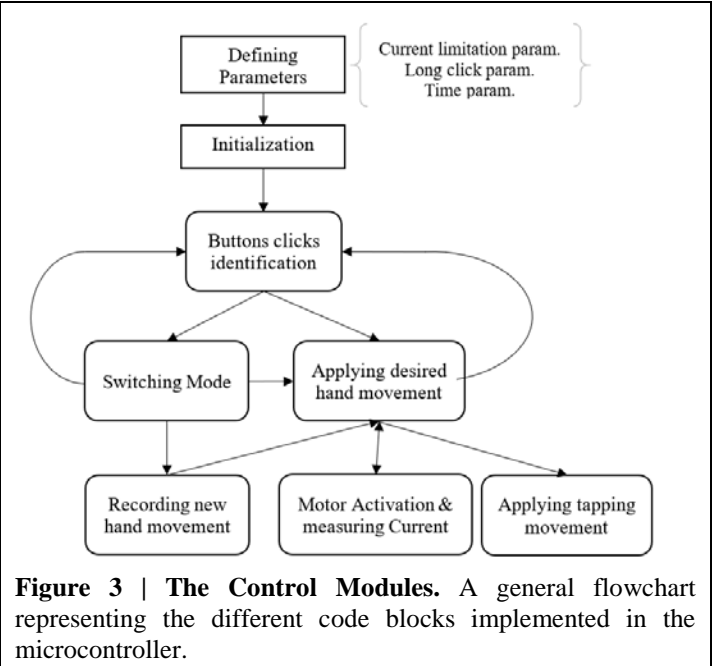 Defining
Parameters
Current limitation param.
Long click param.
Time param.
Initialization
Buttons clicks
identification
Switching Mode
Applying desired
hand movement
Recording new
hand movement
Motor Activation &
measuring Current
Applying tapping
movement
Figure 3 | The Control Modules. A general flowchart
representing the different code blocks implemented in the
microcontroller.